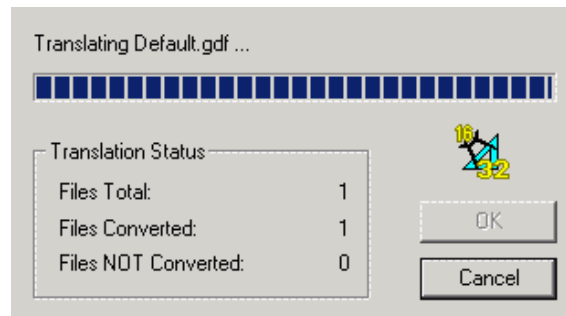 Translating Default.gdf ...
16
32
Translation Status
Files Total: 1
Files Converted: 1
Files NOT Converted: 0
OK
Cancel